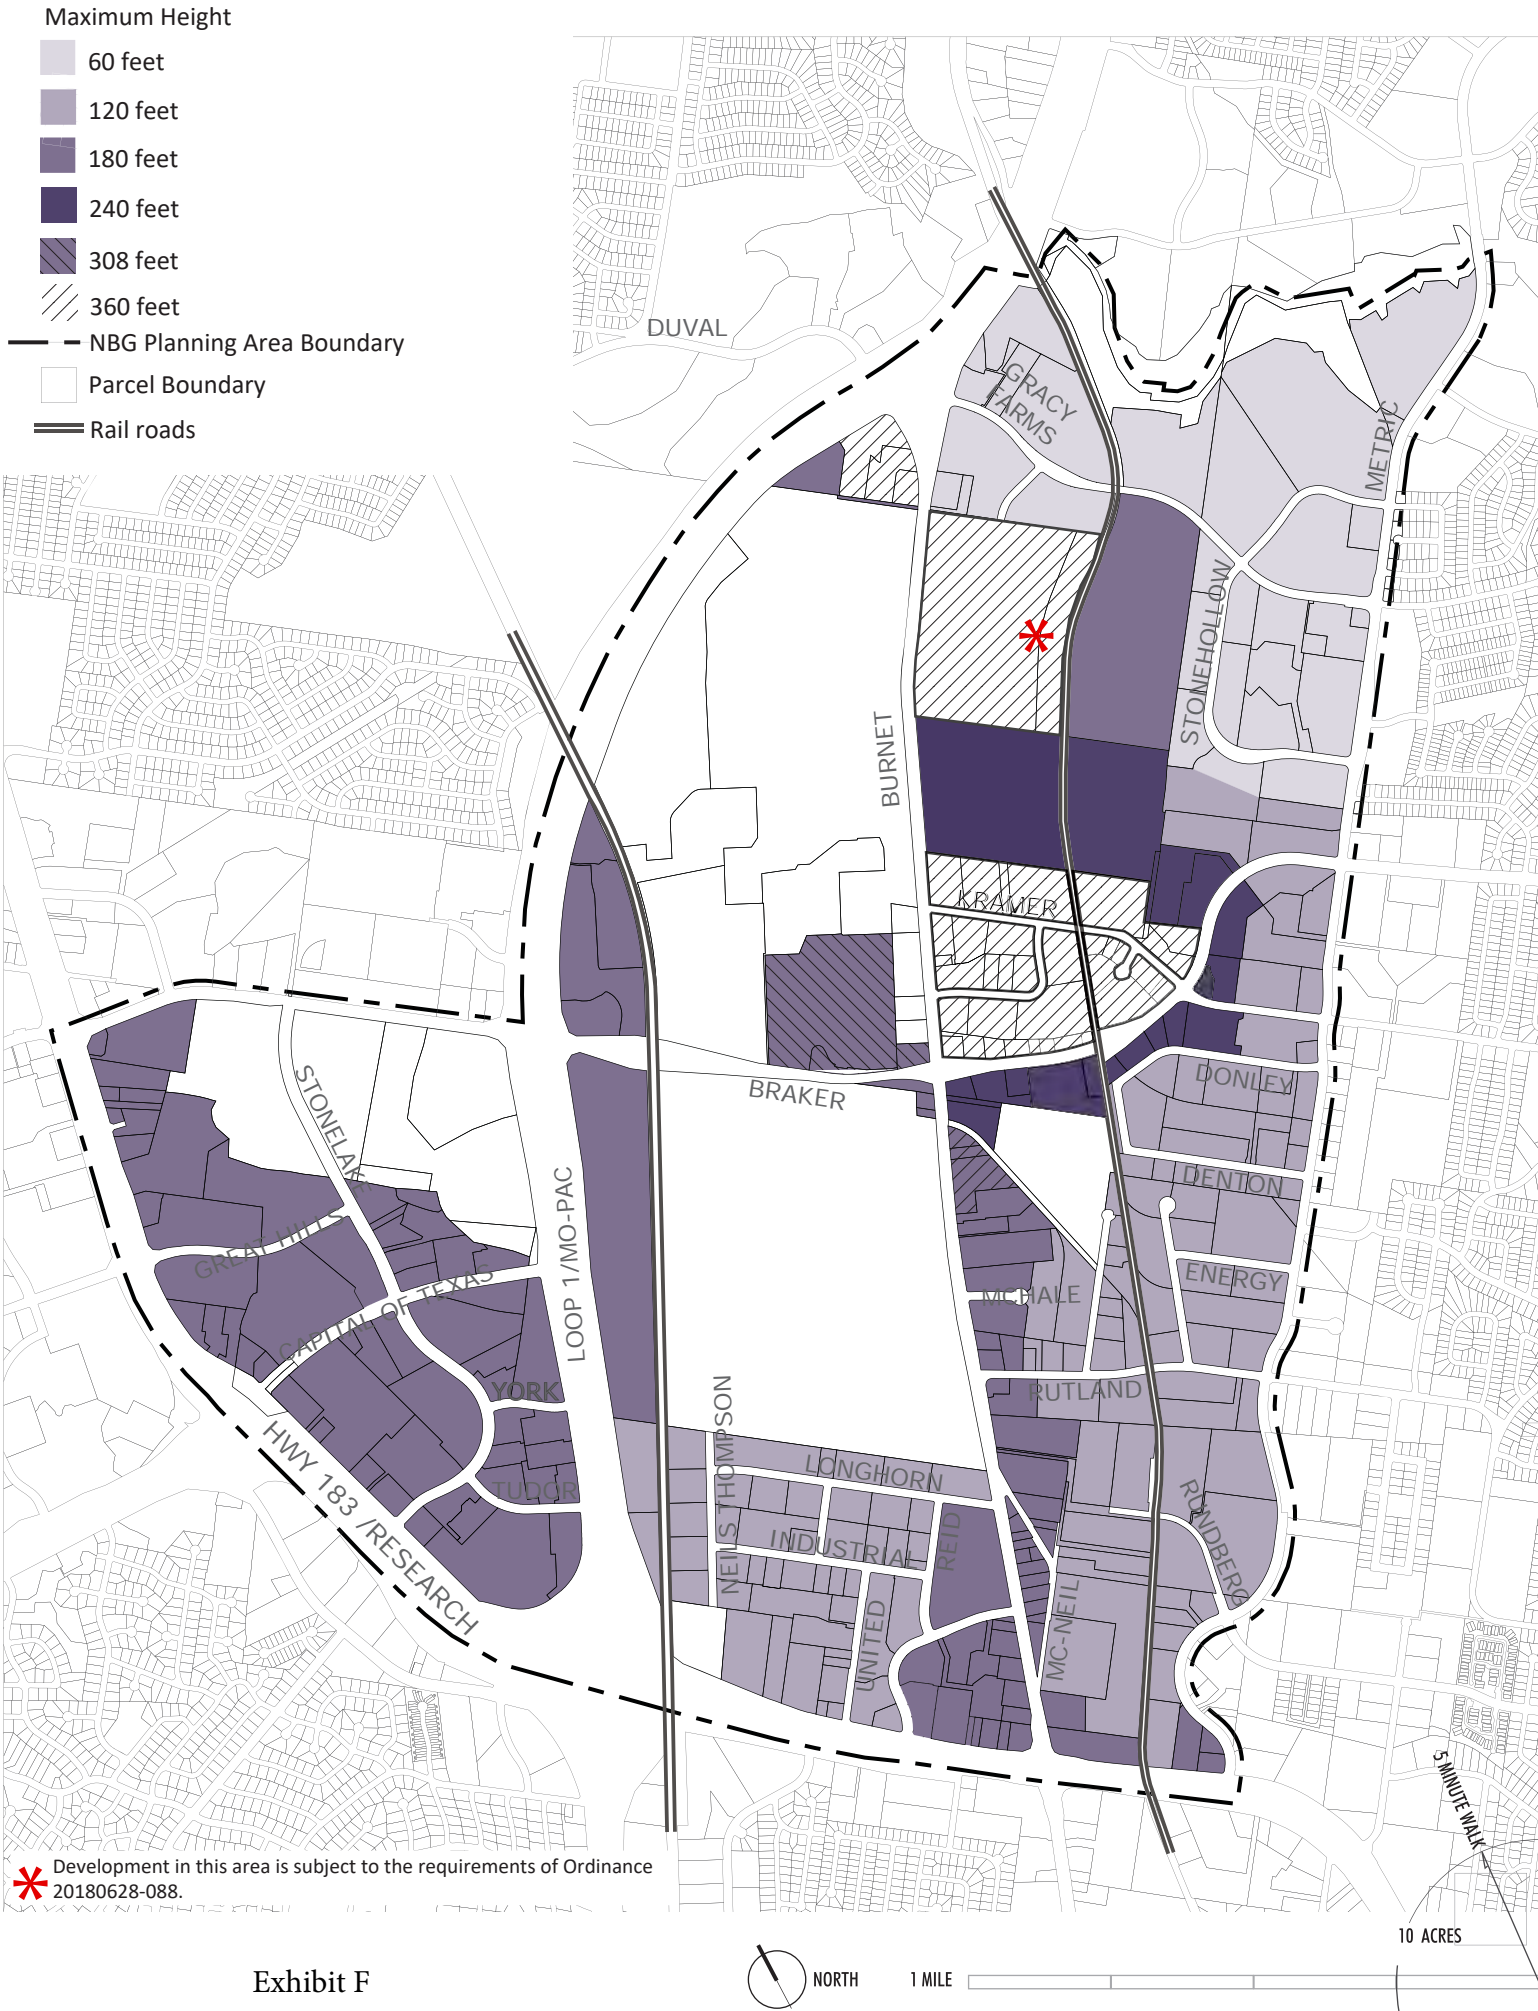 Maximum Height
60 feet
120 feet
180 feet
240 feet
308 feet
360 feet
NBG Planning Area Boundary
Parcel Boundary
Rail roads
DUVAL
GRACY
FARMS
METRIC
STONEHOLLOW
BURNET
KRAMER
BRAKER
DONLEY
DENTON
STONELAKE
GREAT HILLS
CAPITAL OF TEXAS
LOOP 1/MO-PAC
ENERGY
MCHALE
YORK
RUTLAND
HWY 183 /RESEARCH
TUDOR
NEILS THOMPSON
LONGHORN
INDUSTRIAL
REID
RUNDBERG
UNITED
MC-NEIL
5 MINUTE WALK
* Development in this area is subject to the requirements of Ordinance
20180628-088.
10 ACRES
Exhibit F
NORTH
1 MILE